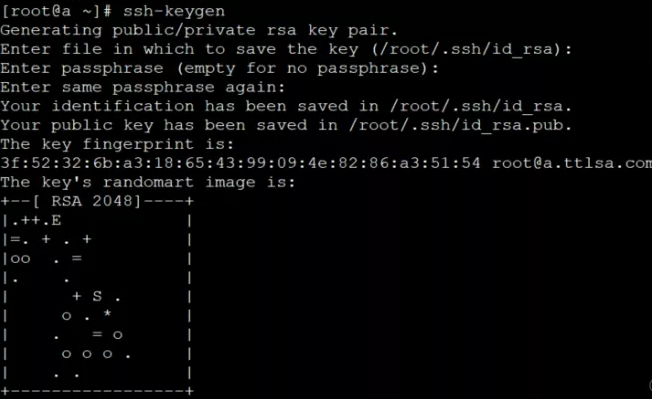 [root@a ~]# ssh-keygen
Generating public/private rsa key pair.
Enter file in which to save the key (/root/.ssh/id_rsa):
Enter passphrase (empty for no passphrase):
Enter same passphrase again:
Your identification has been saved in /root/.ssh/id_rsa.
Your public key has been saved in /root/.ssh/id_rsa.pub.
The key fingerprint is:
3f:52:32:6b:a3:18:65:43:99:09:4e:82:86:a3:51:54 root@a.ttlsa.com
The key's randomart image is:
+--[ RSA 2048]----+
|.++.E            |
|=. + . +         |
|oo  . =          |
|.    .           |
|      + S .      |
|     o . *       |
|    .   = o      |
|     o o o .     |
|    . .          |
+-----------------+